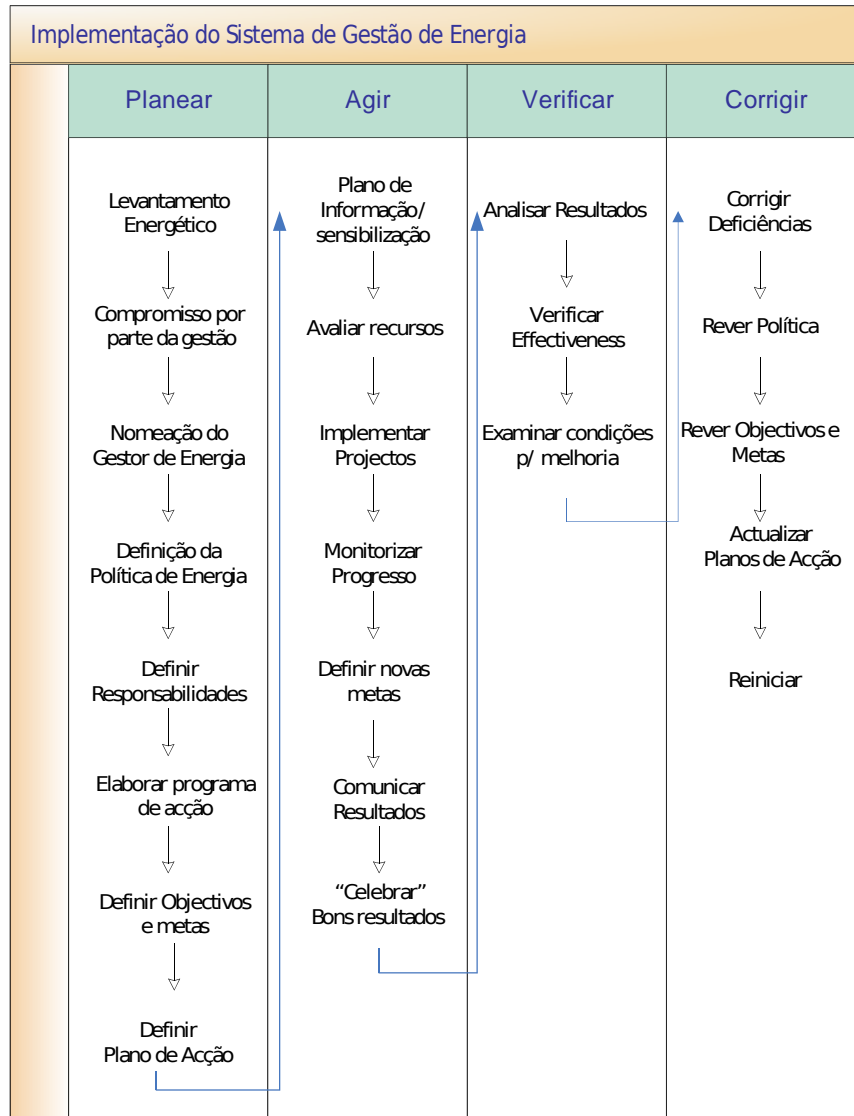 Implementação do Sistema de Gestão de Energia
Planear
Agir
Verificar
Corrigir
Levantamento
Energético
Compromisso por
parte da gestão
Nomeação do
Gestor de Energia
Definição da
Política de Energia
Definir
Responsabilidades
Elaborar programa
de acção
Definir Objectivos
e metas
Definir
Plano de Acção
Plano de
Informação/
sensibilização
Avaliar recursos
Implementar
Projectos
Monitorizar
Progresso
Definir novas
metas
Comunicar
Resultados
“Celebrar”
Bons resultados
Analisar Resultados
Verificar
Effectiveness
Examinar condições
p/ melhoria
Corrigir
Deficiências
Rever Política
Rever Objectivos e
Metas
Actualizar
Planos de Acção
Reiniciar